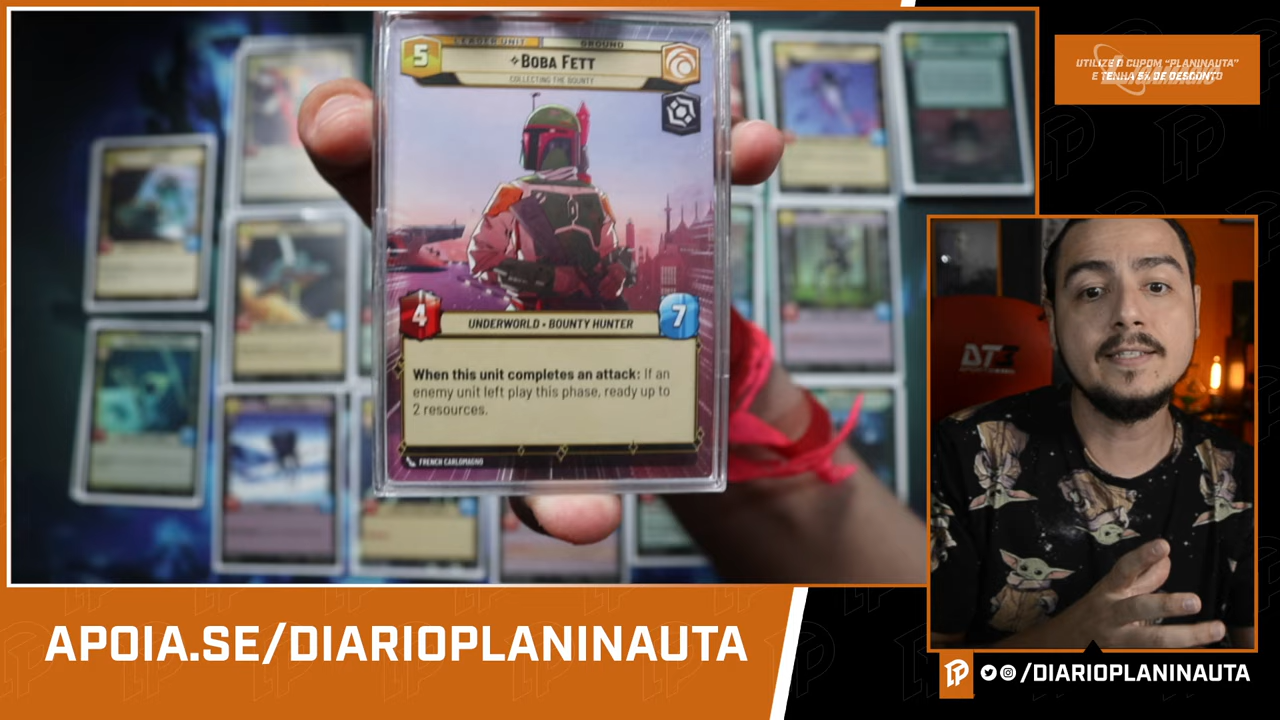 5
LEADER UNIT
GROUND
BOBA FETT
COLLECTING THE BOUNTY
4
UNDERWORLD • BOUNTY HUNTER
7
When this unit completes an attack: If an
enemy unit left play this phase, ready up to
2 resources.
FRENCH CARLOMAGNO
UTILIZE O CUPOM "PLANINAUTA"
E TENHA 5% DE DESCONTO
DT3
APOIA.SE/DIARIOPLANINAUTA
/DIARIOPLANINAUTA